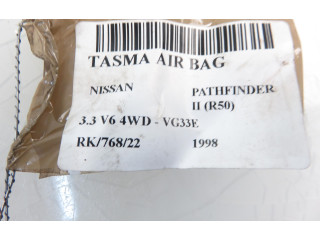 TASMA AIR BAG
NISSAN PATHFINDER
II (R50)
3.3 V6 4WD - VG33E
RK/768/22 1998